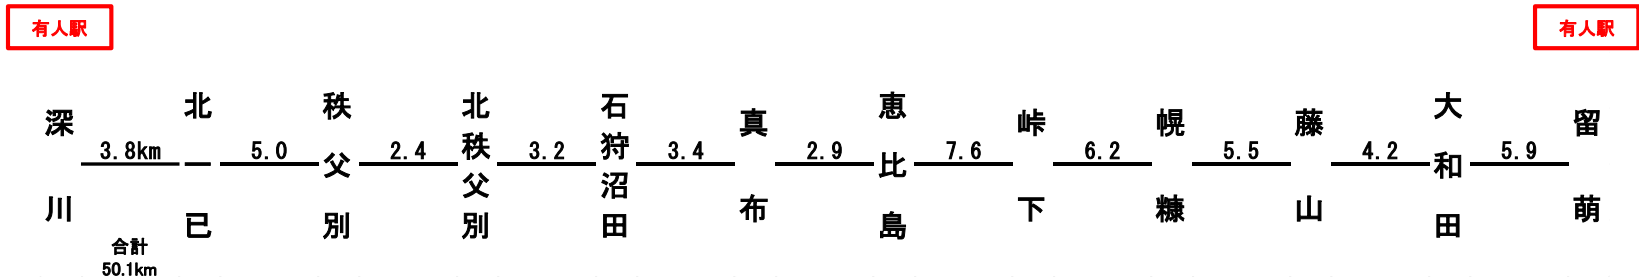 有人駅
有人駅
深川
3.8km
北一已
5.0
秩父別
2.4
北秩父別
3.2
石狩沼田
3.4
真布
2.9
恵比島
7.6
峠下
6.2
幌糠
5.5
藤山
4.2
大和田
5.9
留萌
合計
50.1km